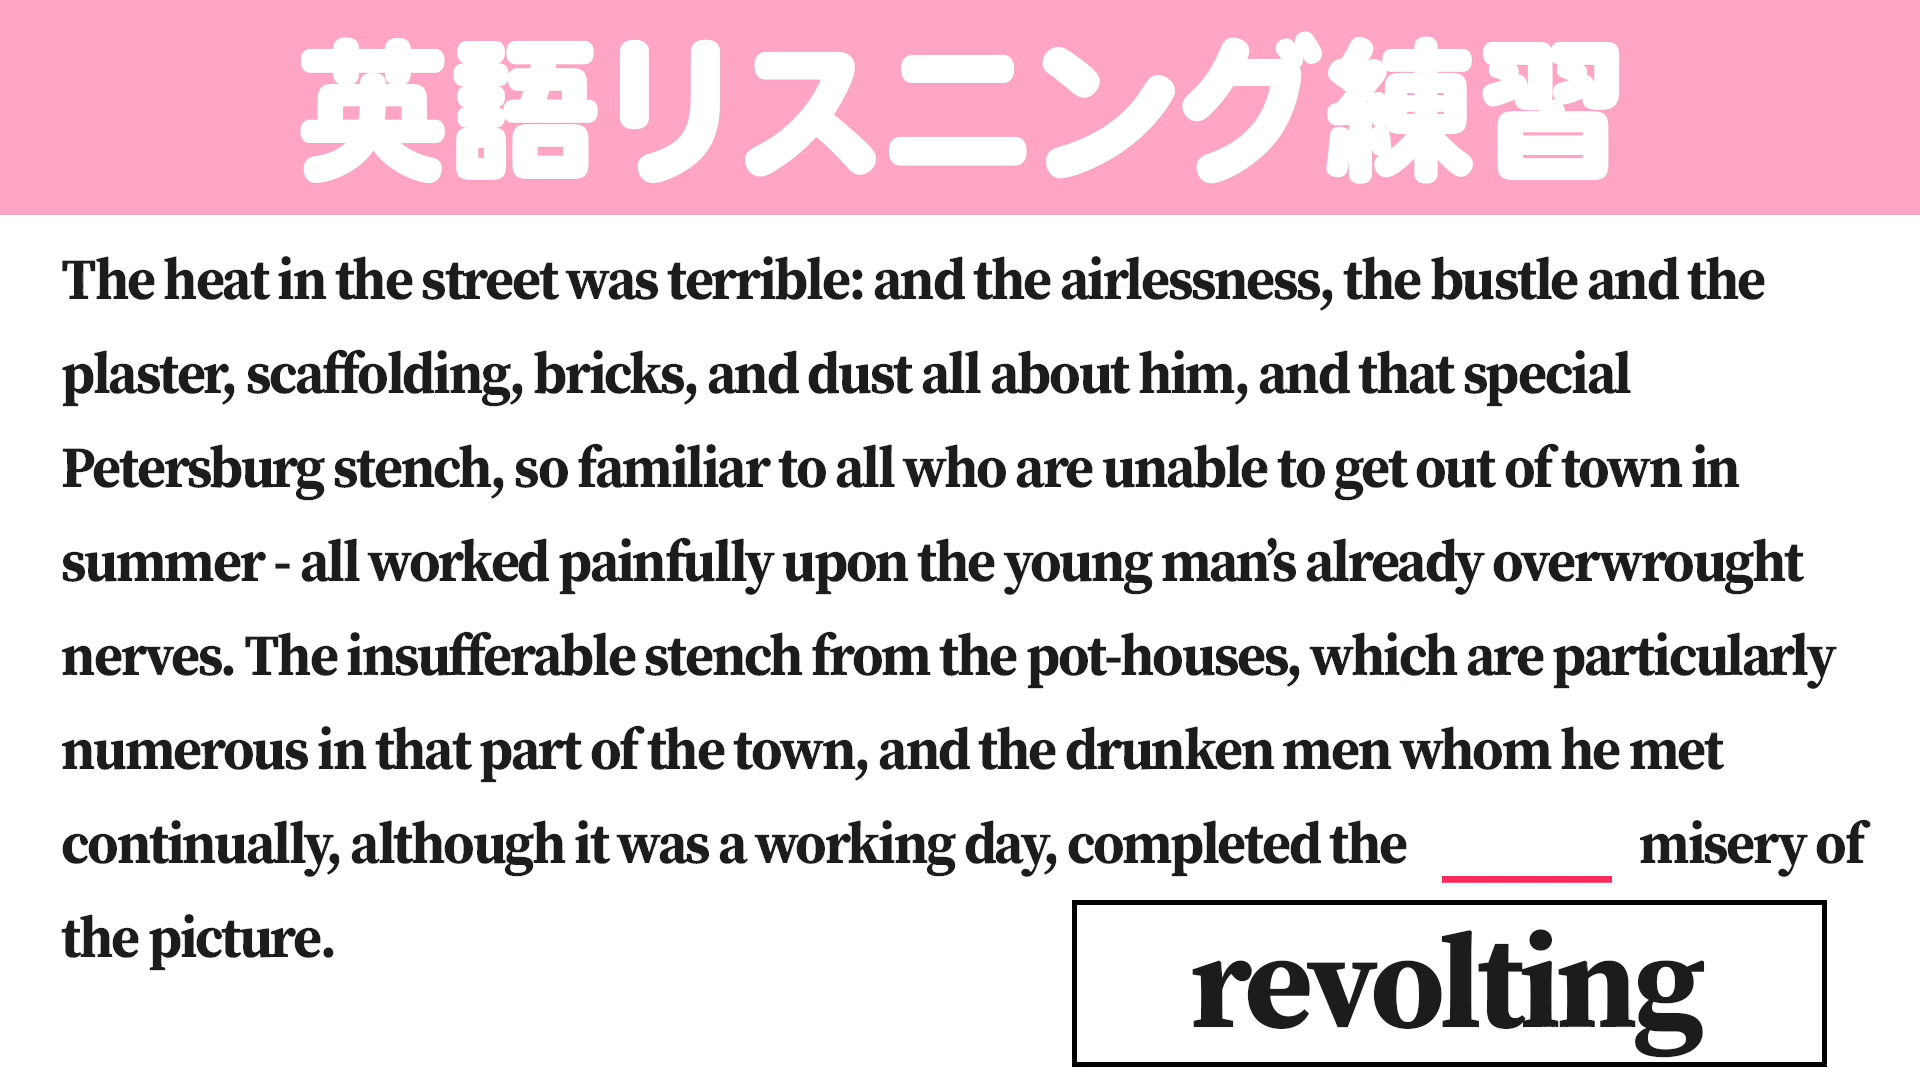 英語リスニング練習
The heat in the street was terrible: and the airlessness, the bustle and the
plaster, scaffolding, bricks, and dust all about him, and that special
Petersburg stench, so familiar to all who are unable to get out of town in
summer - all worked painfully upon the young man’s already overwrought
nerves. The insufferable stench from the pot-houses, which are particularly
numerous in that part of the town, and the drunken men whom he met
continually, although it was a working day, completed the misery of
the picture.
revolting